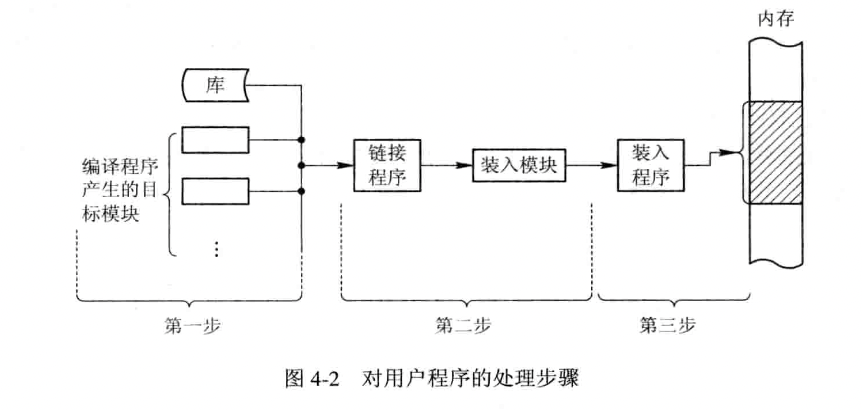 内存
库
编译程序
产生的目
标模块
⋮
链接
程序
装入模块
装入
程序
第一步
第二步
第三步
图 4-2 对用户程序的处理步骤